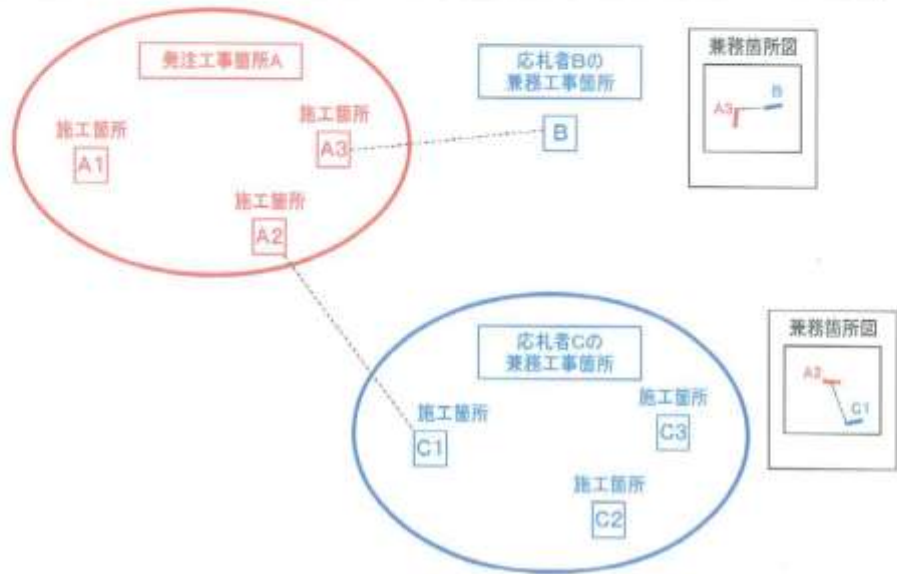 発注工事箇所A
施工箇所
A1
施工箇所
A3
施工箇所
A2
応札者Bの
兼務工事箇所
B
兼務箇所図
A3
B
応札者Cの
兼務工事箇所
施工箇所
C1
施工箇所
C3
施工箇所
C2
兼務箇所図
A2
C1